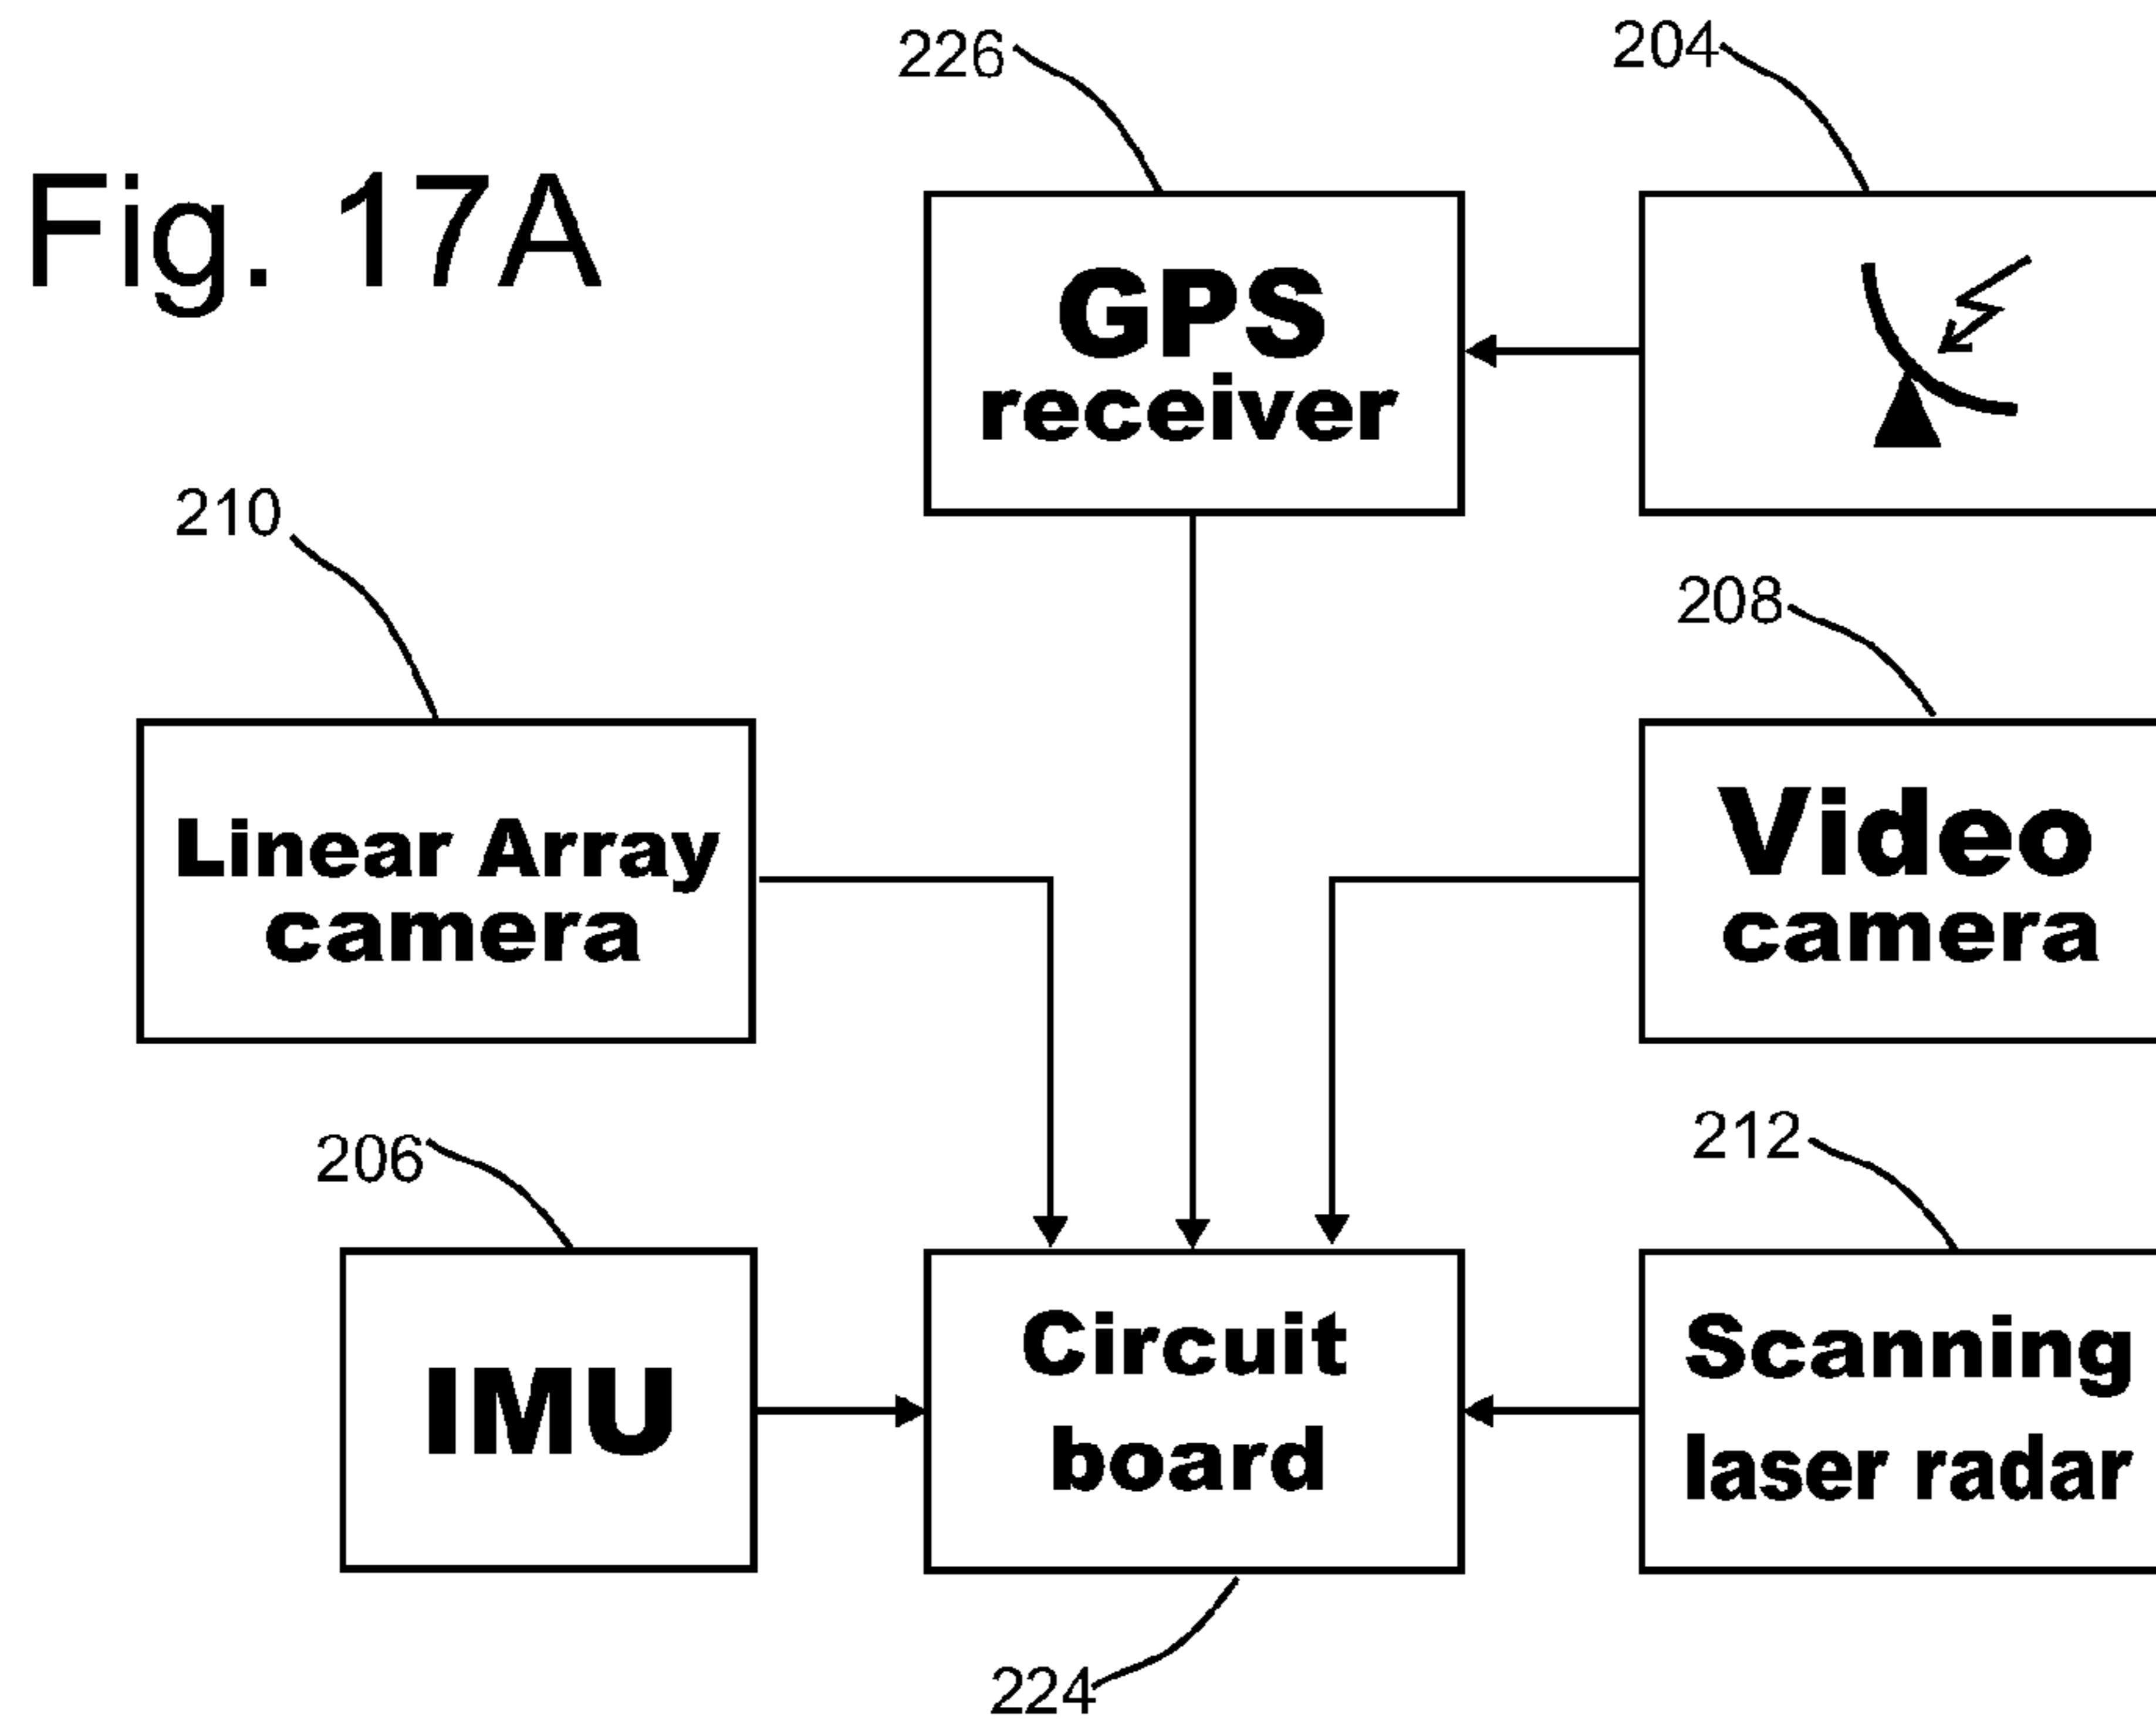 226
204
Fig. 17A
GPS
receiver
210
208
Linear Array
camera
Video
camera
206
212
IMU
Circuit
board
Scanning
laser radar
224